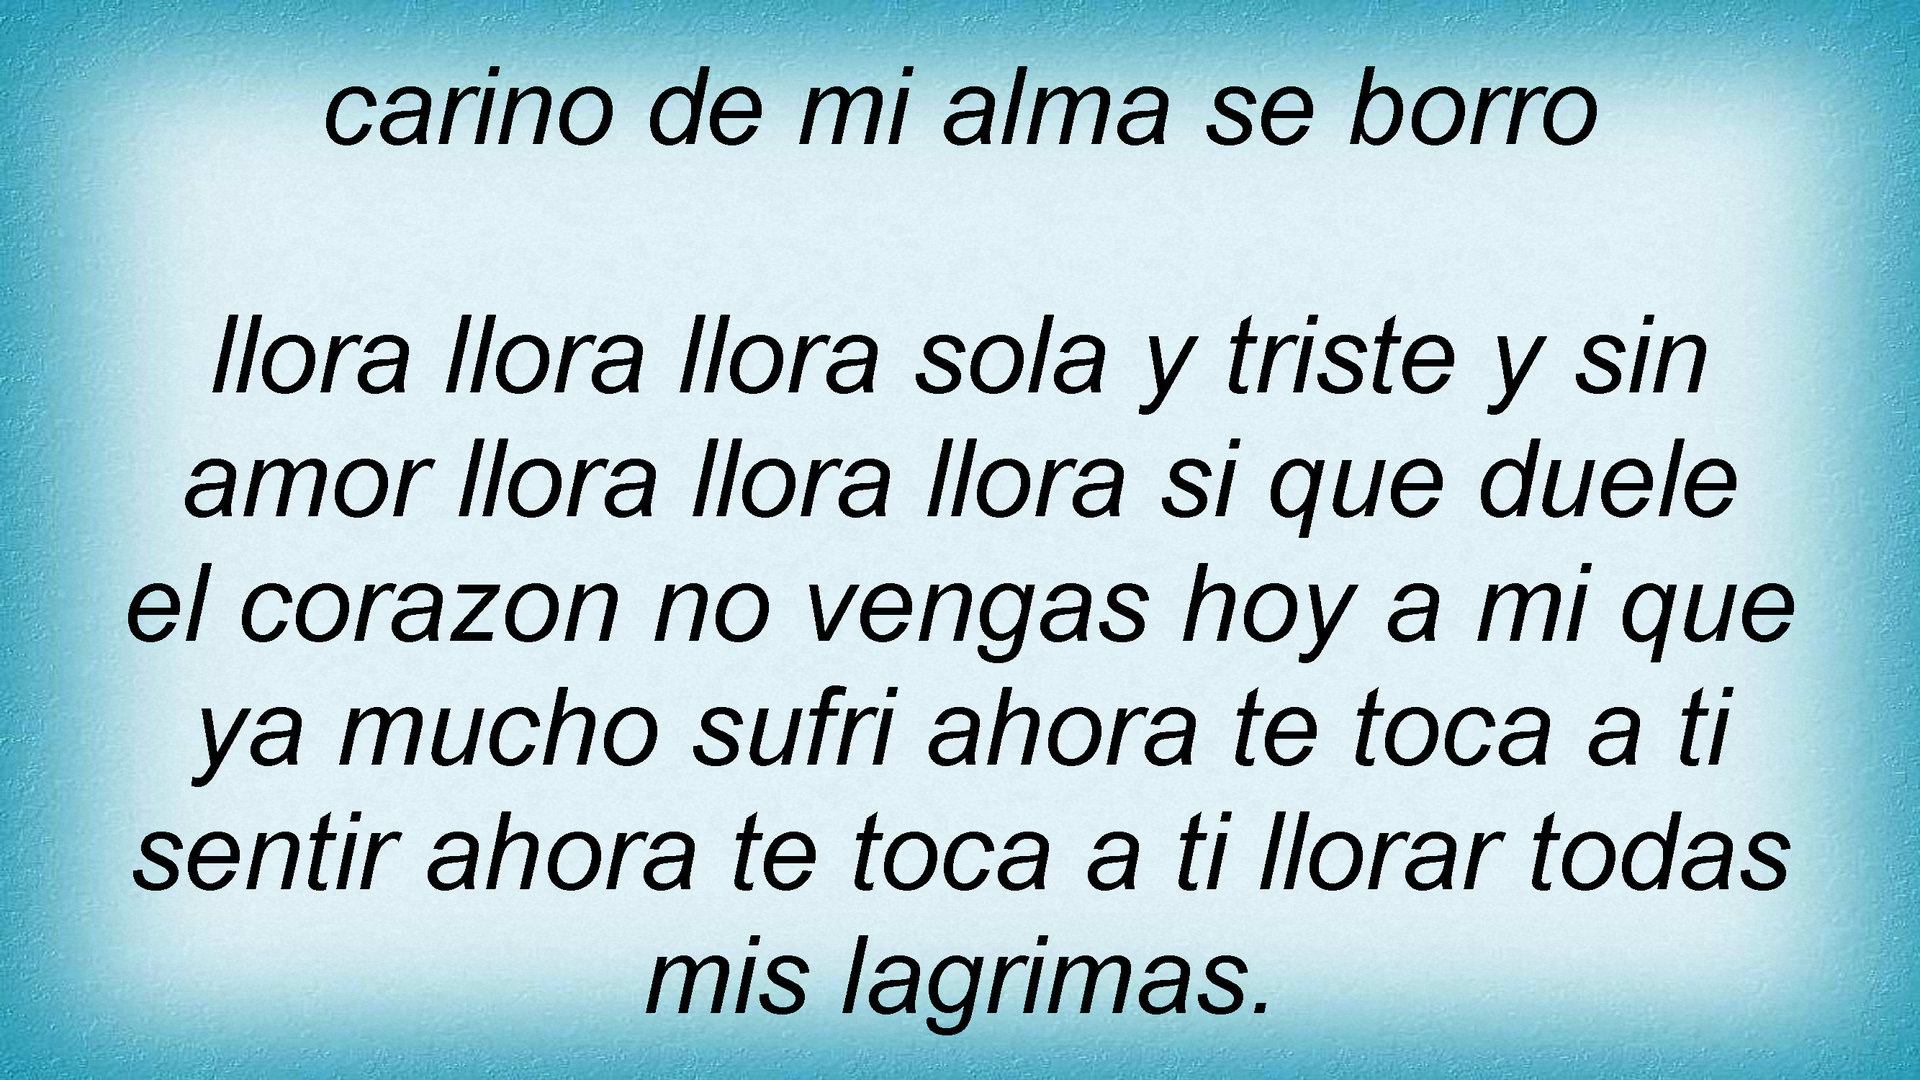 carino de mi alma se borro
llora llora llora sola y triste y sin
amor llora llora llora si que duele
el corazon no vengas hoy a mi que
ya mucho sufri ahora te toca a ti
sentir ahora te toca a ti llorar todas
mis lagrimas.